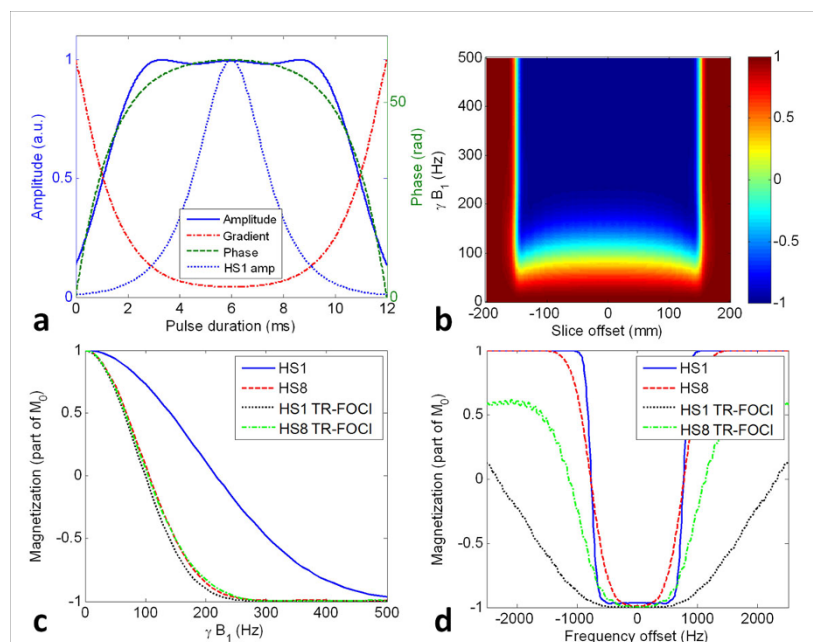 1
0.5
0
Amplitude (a.u.)
50
0
Phase (rad)
Amplitude
Gradient
Phase
HS1 amp
0 2 4 6 8 10 12
Pulse duration (ms)
a
500
400
300
200
100
0
γ B1 (Hz)
-200 -100 0 100 200
Slice offset (mm)
b
1
0.5
0
-0.5
-1
1
0.5
0
-0.5
-1
Magnetization (part of M0)
HS1
HS8
HS1 TR-FOCI
HS8 TR-FOCI
0 100 200 300 400 500
γ B1 (Hz)
c
1
0.5
0
-0.5
-1
Magnetization (part of M0)
HS1
HS8
HS1 TR-FOCI
HS8 TR-FOCI
-2000 -1000 0 1000 2000
Frequency offset (Hz)
d